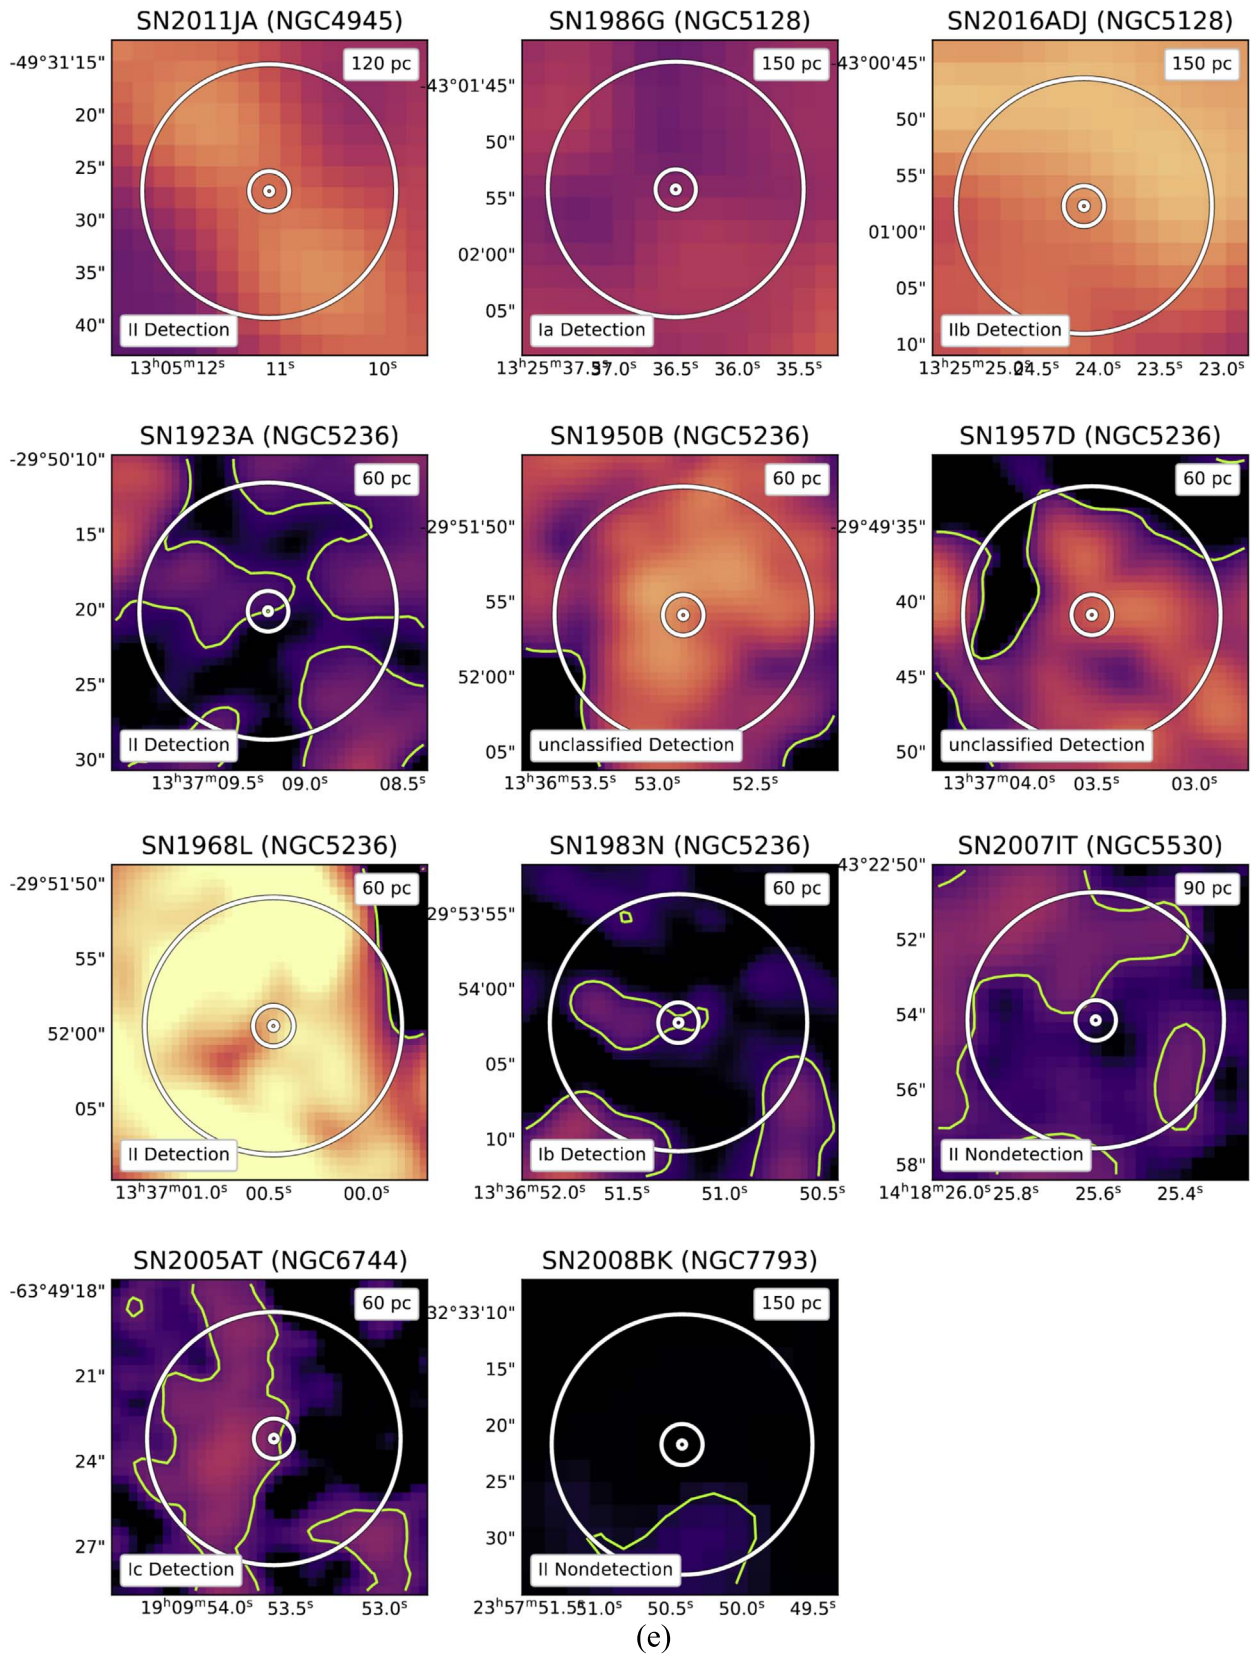 SN2011JA (NGC4945)
120 pc
-49°31'15"
20"
25"
30"
35"
40"
II Detection
13ʰ05ᵐ12ˢ 11ˢ 10ˢ
SN1986G (NGC5128)
150 pc
-43°01'45"
50"
55"
02'00"
05"
Ia Detection
13ʰ25ᵐ37.5ˢ 37.0ˢ 36.5ˢ 36.0ˢ 35.5ˢ
SN2016ADJ (NGC5128)
150 pc
-43°00'45"
50"
55"
01'00"
05"
10"
IIb Detection
13ʰ25ᵐ25.0ˢ 24.5ˢ 24.0ˢ 23.5ˢ 23.0ˢ
SN1923A (NGC5236)
60 pc
-29°50'10"
15"
20"
25"
30"
II Detection
13ʰ37ᵐ09.5ˢ 09.0ˢ 08.5ˢ
SN1950B (NGC5236)
60 pc
-29°51'50"
55"
52'00"
05"
unclassified Detection
13ʰ36ᵐ53.5ˢ 53.0ˢ 52.5ˢ
SN1957D (NGC5236)
60 pc
-29°49'35"
40"
45"
50"
unclassified Detection
13ʰ37ᵐ04.0ˢ 03.5ˢ 03.0ˢ
SN1968L (NGC5236)
60 pc
-29°51'50"
55"
52'00"
05"
II Detection
13ʰ37ᵐ01.0ˢ 00.5ˢ 00.0ˢ
SN1983N (NGC5236)
60 pc
29°53'55"
54'00"
05"
10"
Ib Detection
13ʰ36ᵐ52.0ˢ 51.5ˢ 51.0ˢ 50.5ˢ
SN2007IT (NGC5530)
90 pc
43°22'50"
52"
54"
56"
58"
II Nondetection
14ʰ18ᵐ26.0ˢ 25.8ˢ 25.6ˢ 25.4ˢ
SN2005AT (NGC6744)
60 pc
-63°49'18"
21"
24"
27"
Ic Detection
19ʰ09ᵐ54.0ˢ 53.5ˢ 53.0ˢ
SN2008BK (NGC7793)
150 pc
32°33'10"
15"
20"
25"
30"
II Nondetection
23ʰ57ᵐ51.5ˢ 51.0ˢ 50.5ˢ 50.0ˢ 49.5ˢ
(e)